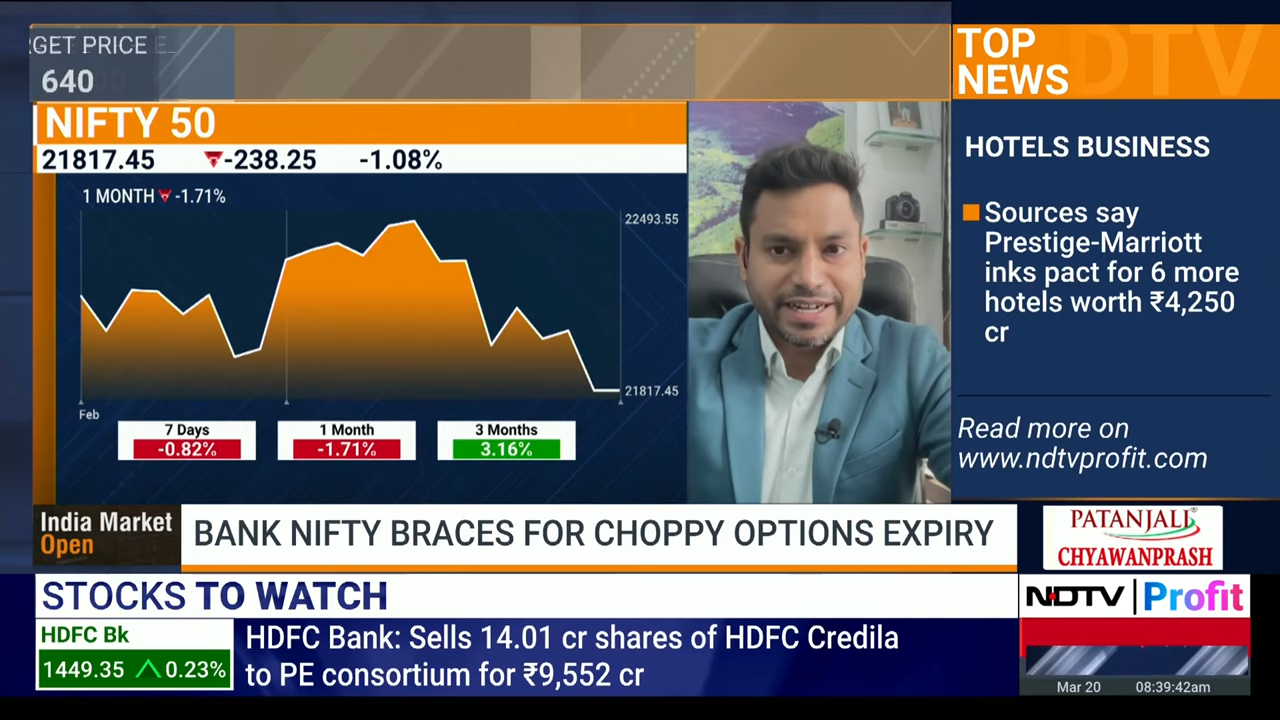 RGET PRICE E
640
NIFTY 50
21817.45 -238.25 -1.08%
1 MONTH -1.71%
22493.55
21817.45
Feb
7 Days
-0.82%
1 Month
-1.71%
3 Months
3.16%
TOP
NEWS
HOTELS BUSINESS
Sources say
Prestige-Marriott
inks pact for 6 more
hotels worth ₹4,250
cr
Read more on
www.ndtvprofit.com
India Market
Open
BANK NIFTY BRACES FOR CHOPPY OPTIONS EXPIRY
PATANJALI
CHYAWANPRASH
STOCKS TO WATCH
HDFC Bk
1449.35 0.23%
HDFC Bank: Sells 14.01 cr shares of HDFC Credila
to PE consortium for ₹9,552 cr
NDTV Profit
Mar 20 08:39:42am